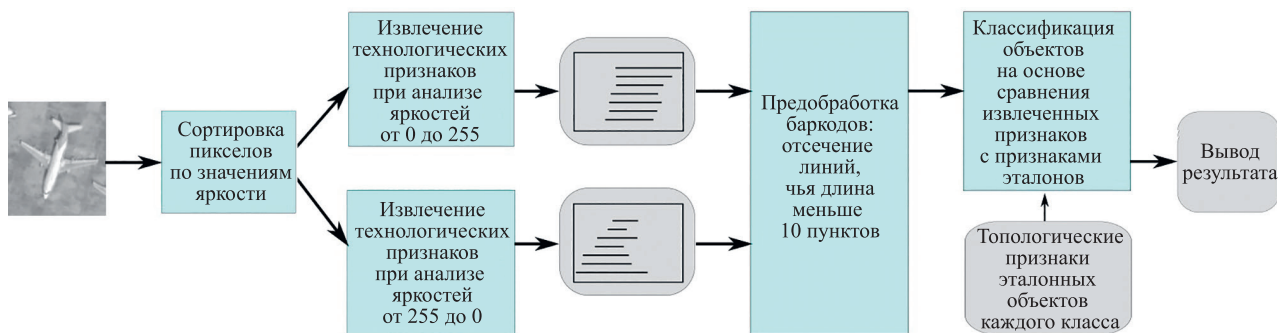 Сортировка
пикселов
по значениям
яркости
Извлечение
технологических
признаков
при анализе
яркостей
от 0 до 255
Извлечение
технологических
признаков
при анализе
яркостей
от 255 до 0
Предобработка
баркодов:
отсечение
линий,
чья длина
меньше
10 пунктов
Классификация
объектов
на основе
сравнения
извлеченных
признаков
с признаками
эталонов
Топологические
признаки
эталонных
объектов
каждого класса
Вывод
результата